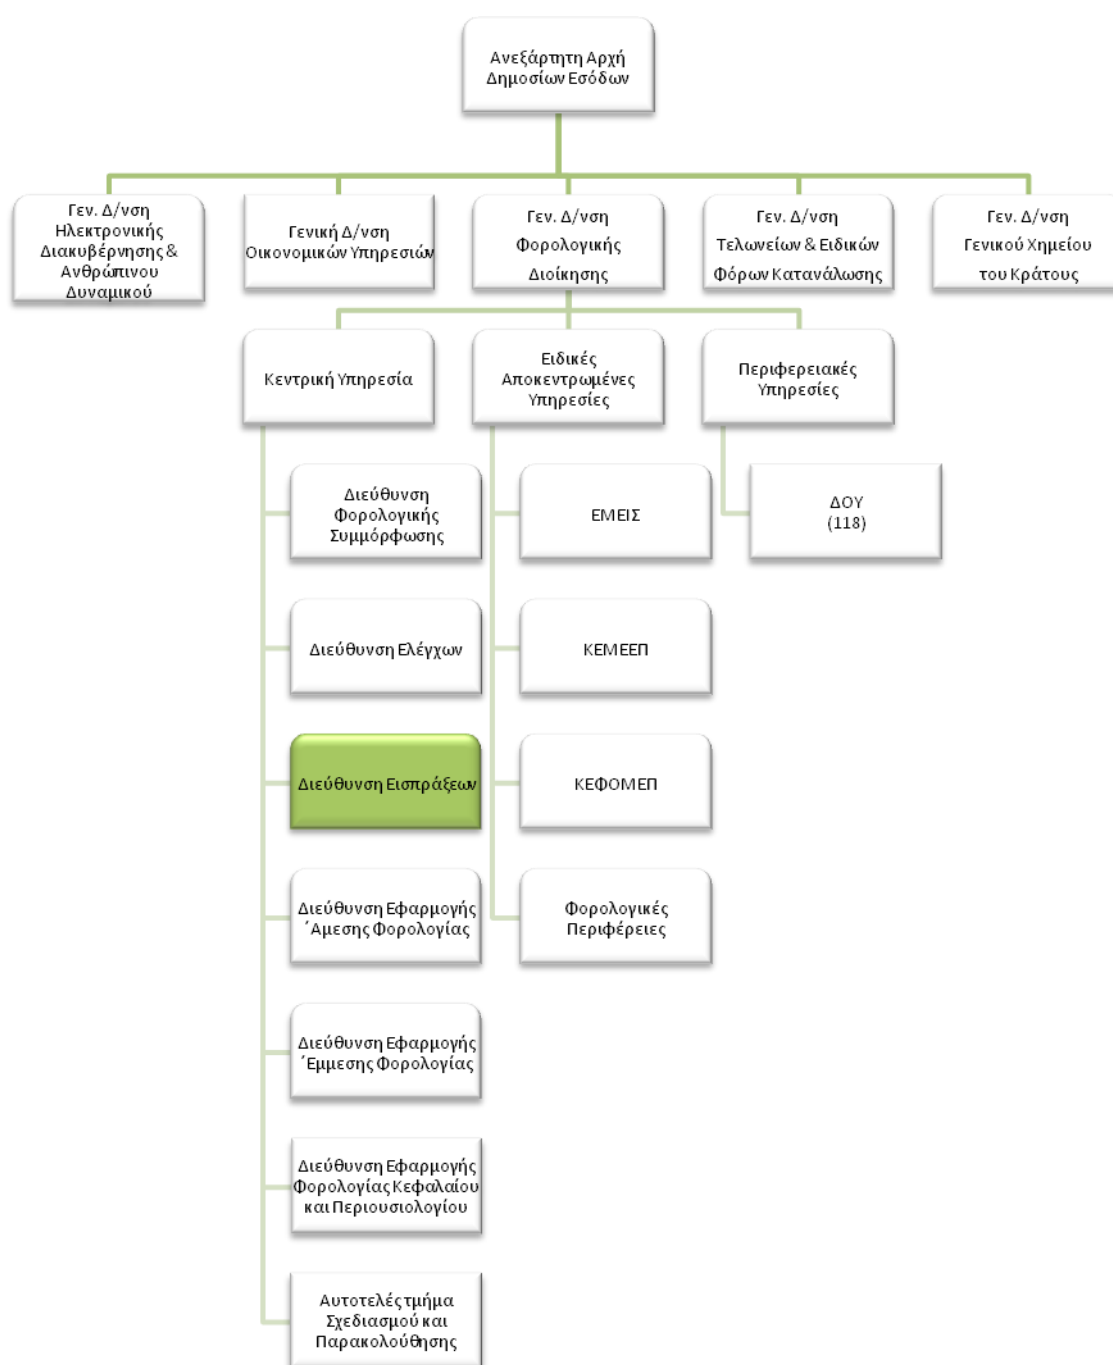 Ανεξάρτητη Αρχή
Δημοσίων Εσόδων
Γεν. Δ/νση
Ηλεκτρονικής
Διακυβέρνησης &
Ανθρώπινου
Δυναμικού
Γενική Δ/νση
Οικονομικών Υπηρεσιών
Γεν. Δ/νση
Φορολογικής
Διοίκησης
Γεν. Δ/νση
Τελωνείων & Ειδικών
Φόρων Κατανάλωσης
Γεν. Δ/νση
Γενικού Χημείου
του Κράτους
Κεντρική Υπηρεσία
Ειδικές
Αποκεντρωμένες
Υπηρεσίες
Περιφερειακές
Υπηρεσίες
Διεύθυνση
Φορολογικής
Συμμόρφωσης
ΕΜΕΙΣ
ΔΟΥ
(118)
Διεύθυνση Ελέγχων
ΚΕΜΕΕΠ
Διεύθυνση Εισπράξεων
ΚΕΦΟΜΕΠ
Διεύθυνση Εφαρμογής
΄Αμεσης Φορολογίας
Φορολογικές
Περιφέρειες
Διεύθυνση Εφαρμογής
΄Εμμεσης Φορολογίας
Διεύθυνση Εφαρμογής
Φορολογίας Κεφαλαίου
και Περιουσιολογίου
Αυτοτελές τμήμα
Σχεδιασμού και
Παρακολούθησης